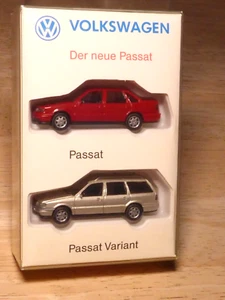 VOLKSWAGEN
Der neue Passat
Passat
Passat Variant